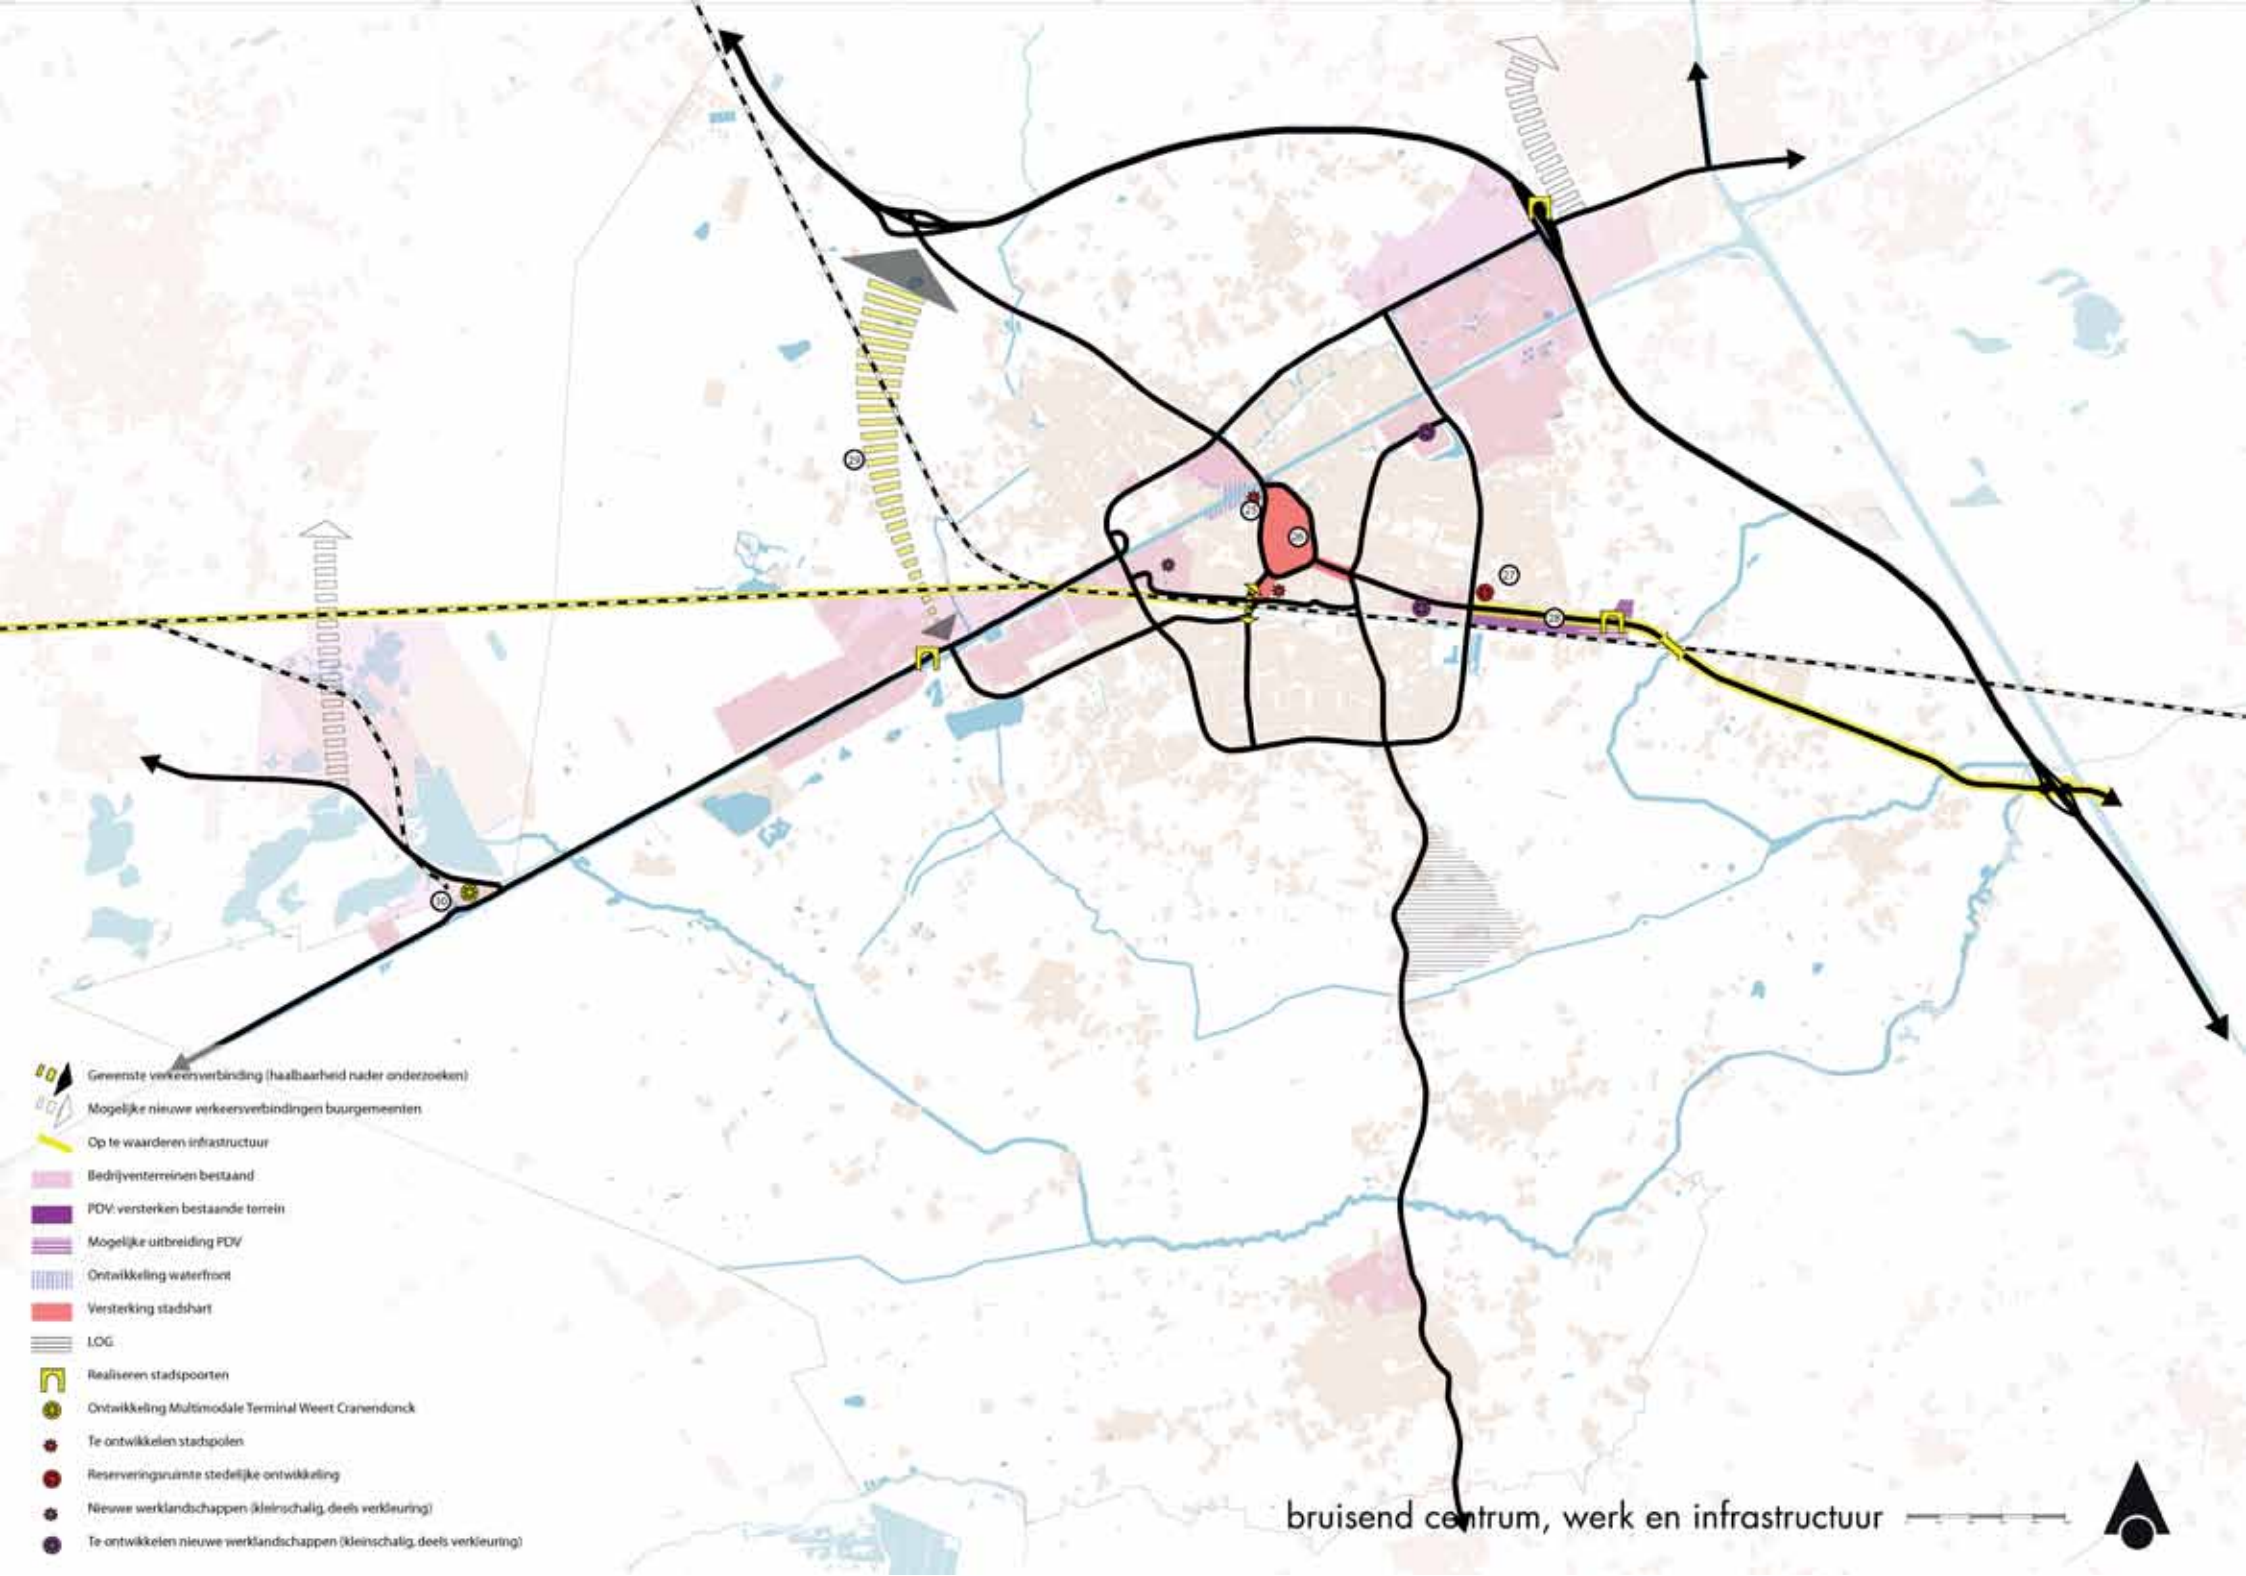 29
25
26
27
28
30
Gewenste verkeersverbinding (haalbaarheid nader onderzoeken)
Mogelijke nieuwe verkeersverbindingen buurgemeenten
Op te waarderen infrastructuur
Bedrijventerreinen bestaand
PDV: versterken bestaande terrein
Mogelijke uitbreiding PDV
Ontwikkeling waterfront
Versterking stadshart
LOG
Realiseren stadspoorten
Ontwikkeling Multimodale Terminal Weert Cranendonck
Te ontwikkelen stadspolen
Reserveringsruimte stedelijke ontwikkeling
Nieuwe werklandschappen (kleinschalig, deels verkleuring)
Te ontwikkelen nieuwe werklandschappen (kleinschalig, deels verkleuring)
bruisend centrum, werk en infrastructuur